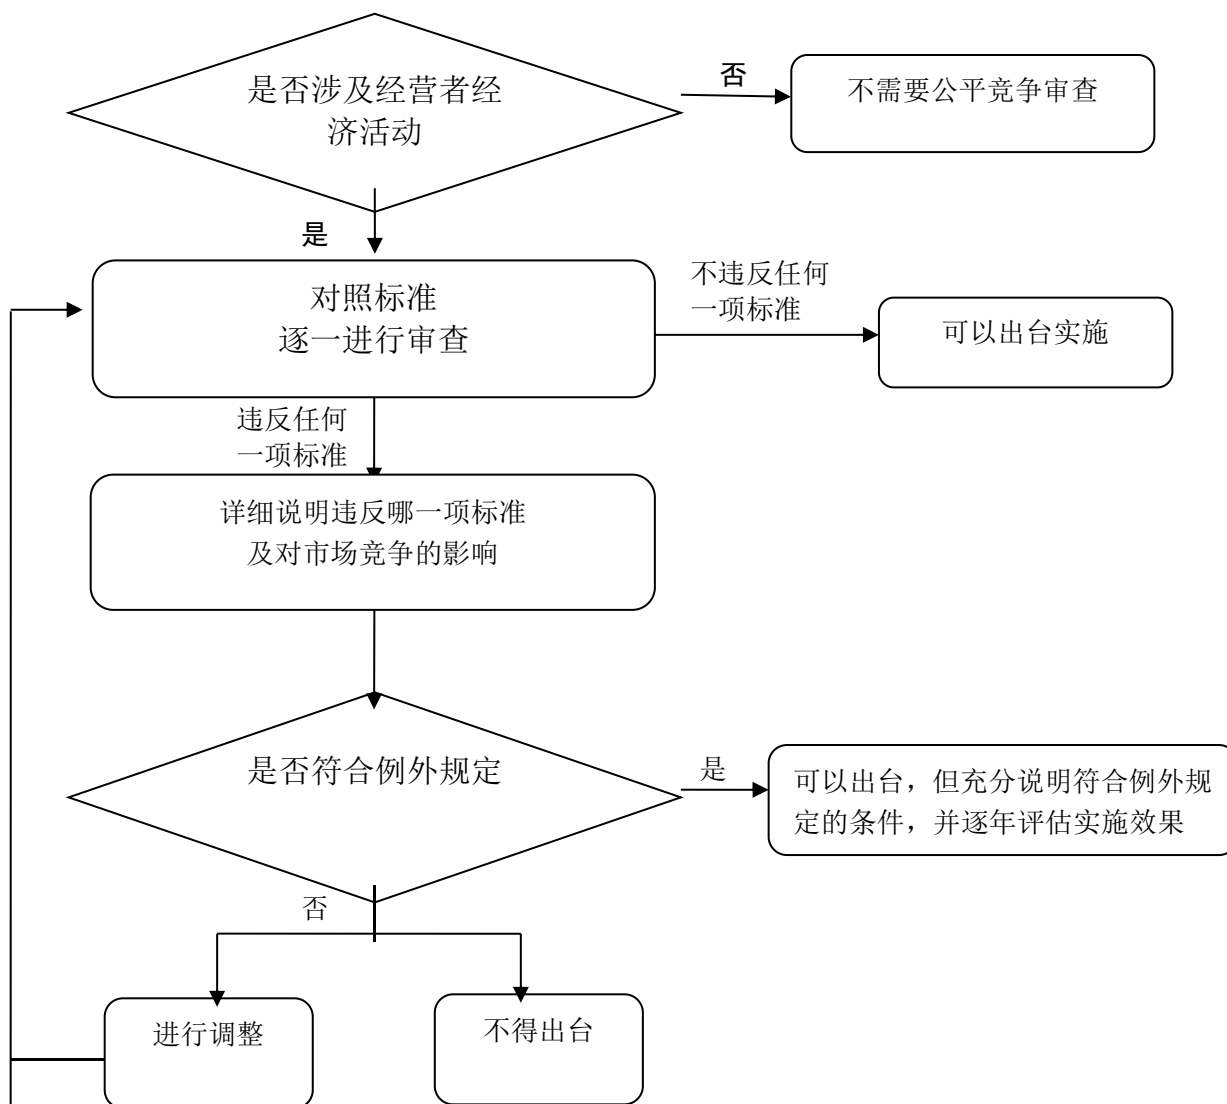 是否涉及经营者经
济活动
否
不需要公平竞争审查
是
对照标准
逐一进行审查
不违反任何
一项标准
可以出台实施
违反任何
一项标准
详细说明违反哪一项标准
及对市场竞争的影响
是否符合例外规定
是
可以出台，但充分说明符合例外规
定的条件，并逐年评估实施效果
否
进行调整
不得出台